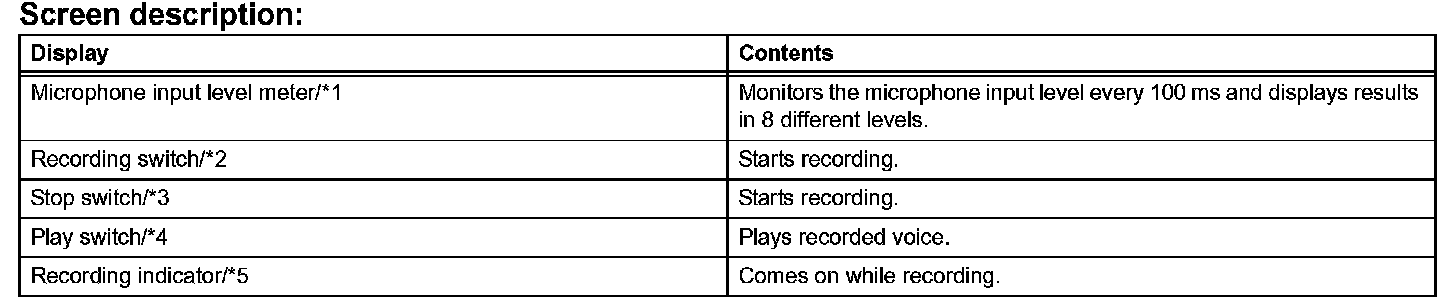 Screen description:
Display Contents
Microphone input level meter/*1 Monitors the microphone input level every 100 ms and displays results
in 8 different levels.
Recording switch/*2 Starts recording.
Stop switch/*3 Starts recording.
Play switch/*4 Plays recorded voice.
Recording indicator/*5 Comes on while recording.